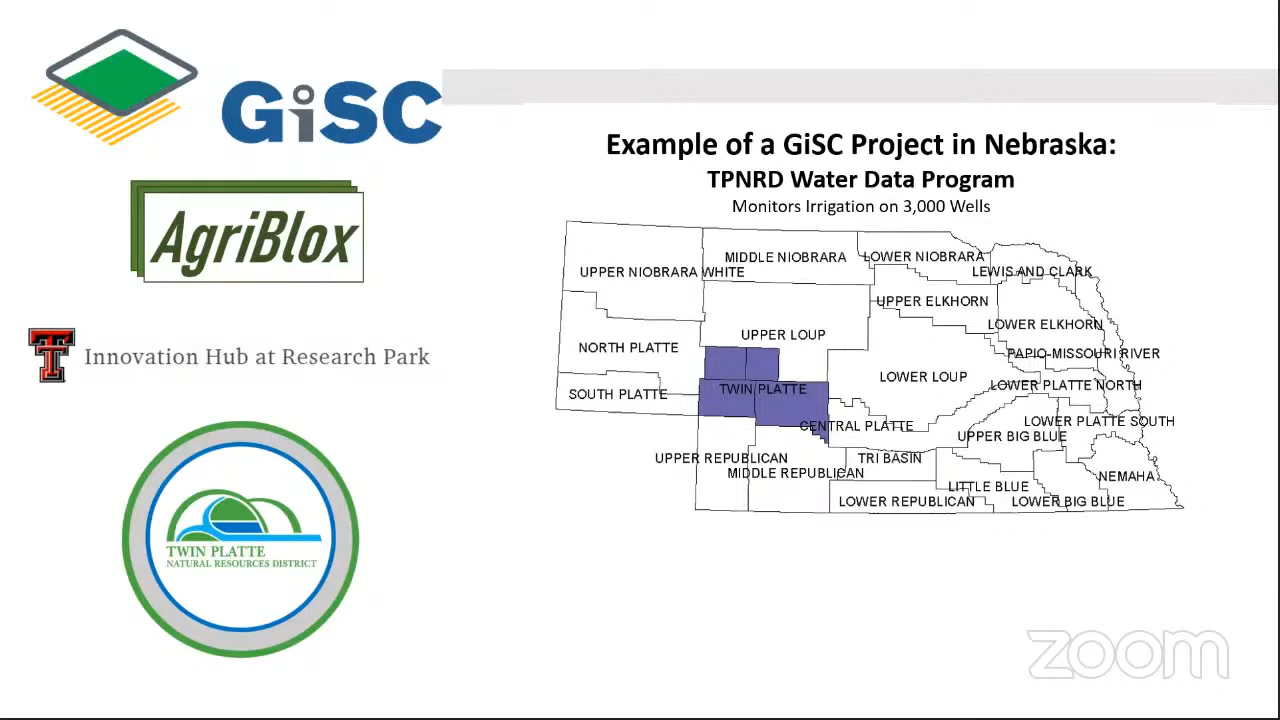 GiSC
AgriBlox
Innovation Hub at Research Park
TWIN PLATTE
NATURAL RESOURCES DISTRICT
Example of a GiSC Project in Nebraska:
TPNRD Water Data Program
Monitors Irrigation on 3,000 Wells
UPPER NIOBRARA WHITE
MIDDLE NIOBRARA
LOWER NIOBRARA
LEWIS AND CLARK
UPPER ELKHORN
LOWER ELKHORN
UPPER LOUP
NORTH PLATTE
PAPIO-MISSOURI RIVER
LOWER LOUP
LOWER PLATTE NORTH
TWIN PLATTE
SOUTH PLATTE
LOWER PLATTE SOUTH
CENTRAL PLATTE
UPPER BIG BLUE
UPPER REPUBLICAN
TRI BASIN
MIDDLE REPUBLICAN
NEMAHA
LITTLE BLUE
LOWER REPUBLICAN
LOWER BIG BLUE
zoom